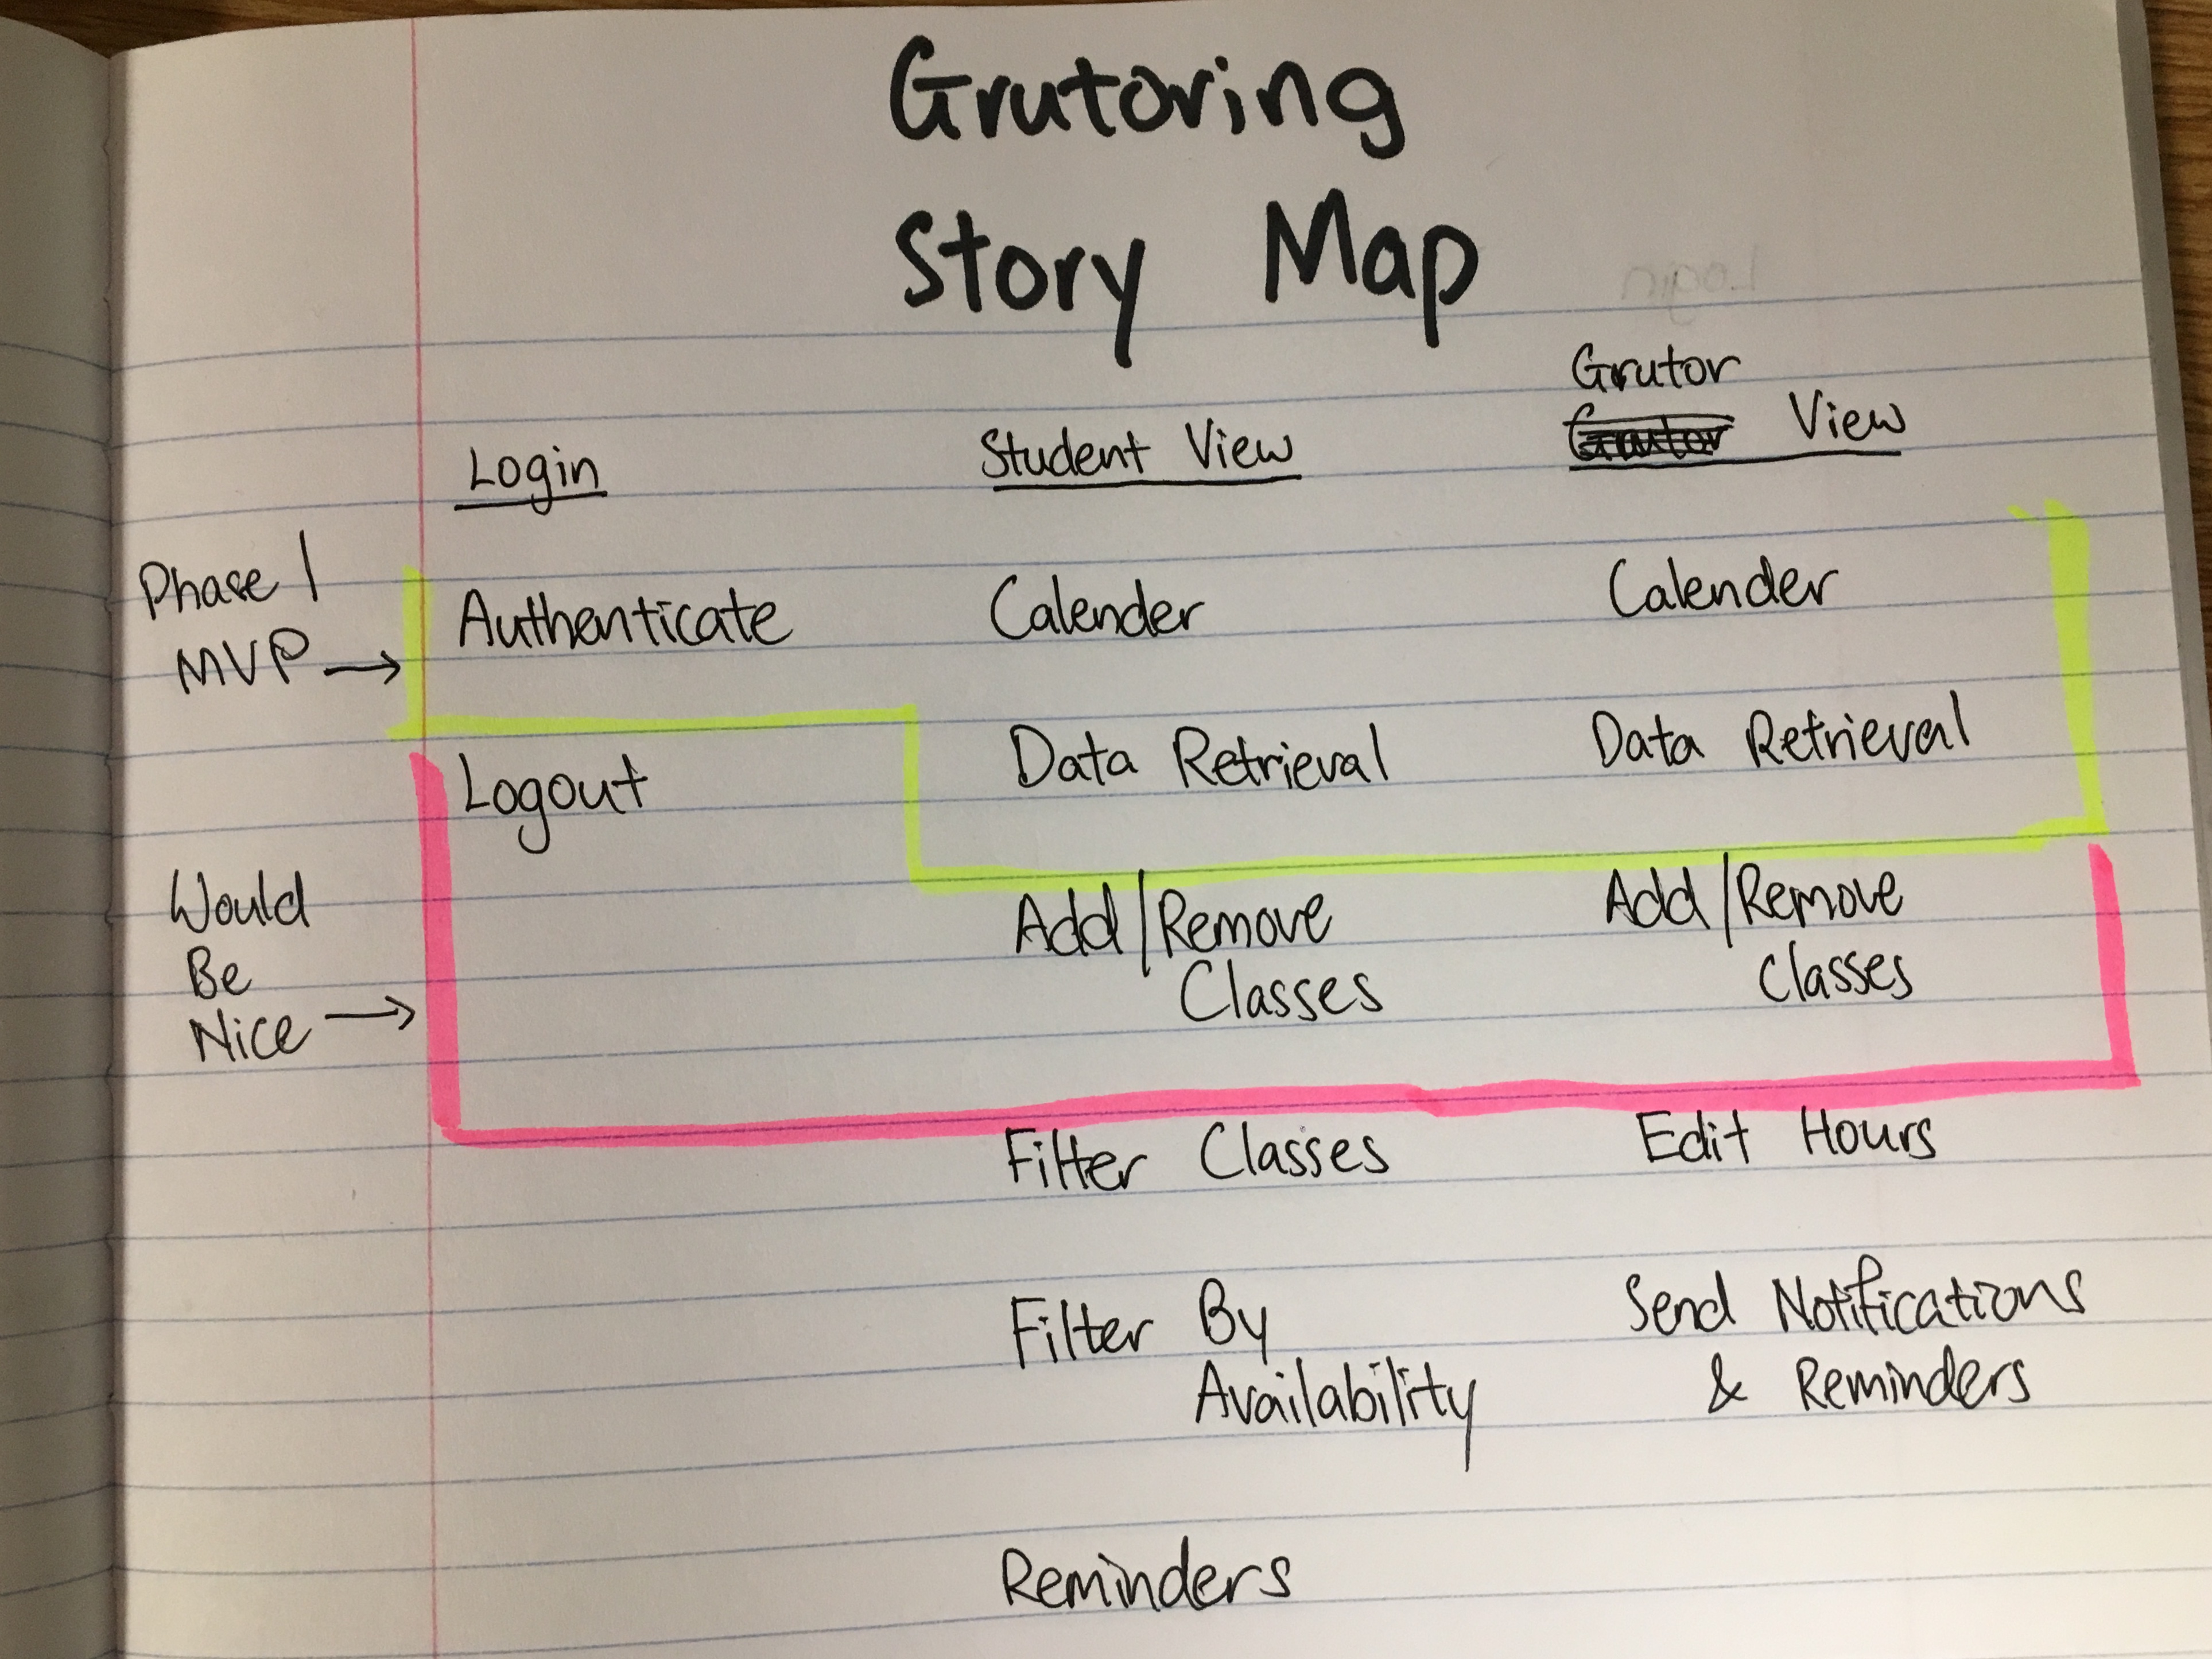 Grutoring
Story Map
Login
Grutor
Login Student View Grutor View
Phase 1
MVP → Authenticate Calender Calender
Logout Data Retrieval Data Retrieval
Would
Be
Nice → Add/Remove Add/Remove
Classes Classes
Filter Classes Edit Hours
Filter By Send Notifications
Availability & Reminders
Reminders